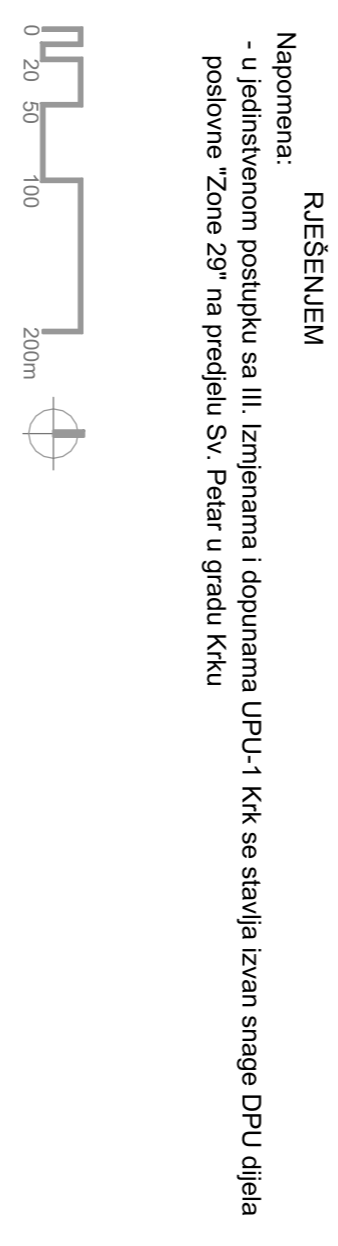 RJEŠENJEM
Napomena:
- u jedinstvenom postupku sa III. Izmjenama i dopunama UPU-1 Krk se stavlja izvan snage DPU dijela
poslovne "Zone 29" na predjelu Sv. Petar u gradu Krku
0 20 50 100 200m